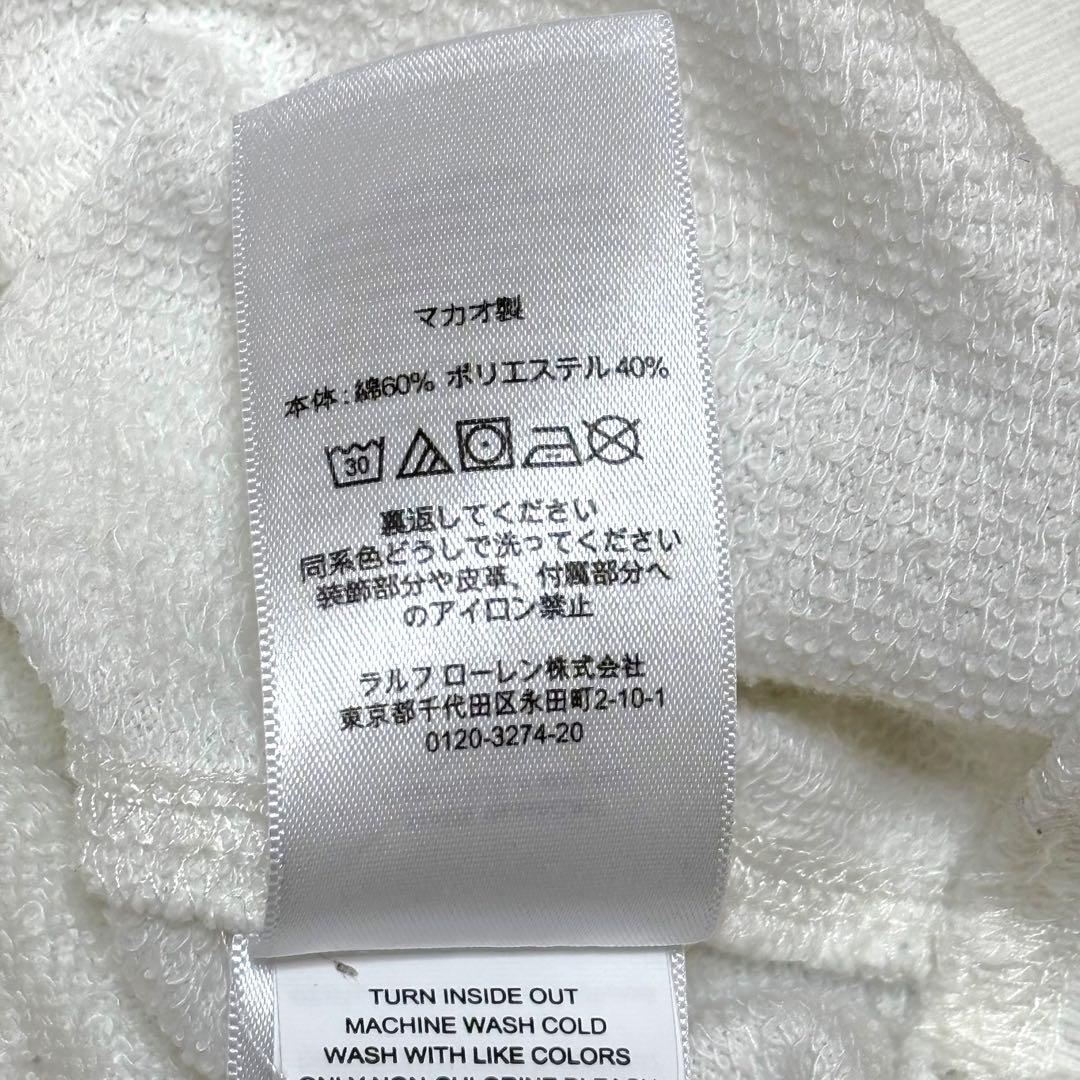 マカオ製
本体:綿60% ポリエステル40%
30
裏返してください
同系色どうしで洗ってください
装飾部分や皮革、付属部分へ
のアイロン禁止
ラルフ ローレン株式会社
東京都千代田区永田町2-10-1
0120-3274-20
TURN INSIDE OUT
MACHINE WASH COLD
WASH WITH LIKE COLORS
ONLY NON-CHLORINE BLEACH